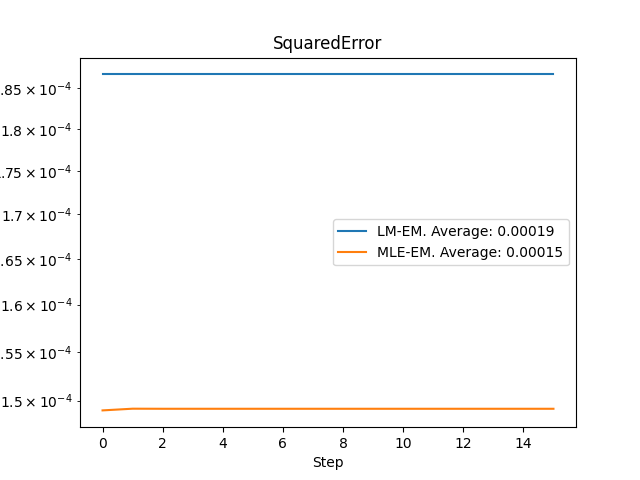 SquaredError
.85 × 10⁻⁴
1.8 × 10⁻⁴
.75 × 10⁻⁴
1.7 × 10⁻⁴
.65 × 10⁻⁴
1.6 × 10⁻⁴
.55 × 10⁻⁴
1.5 × 10⁻⁴
LM-EM. Average: 0.00019
MLE-EM. Average: 0.00015
0 2 4 6 8 10 12 14
Step